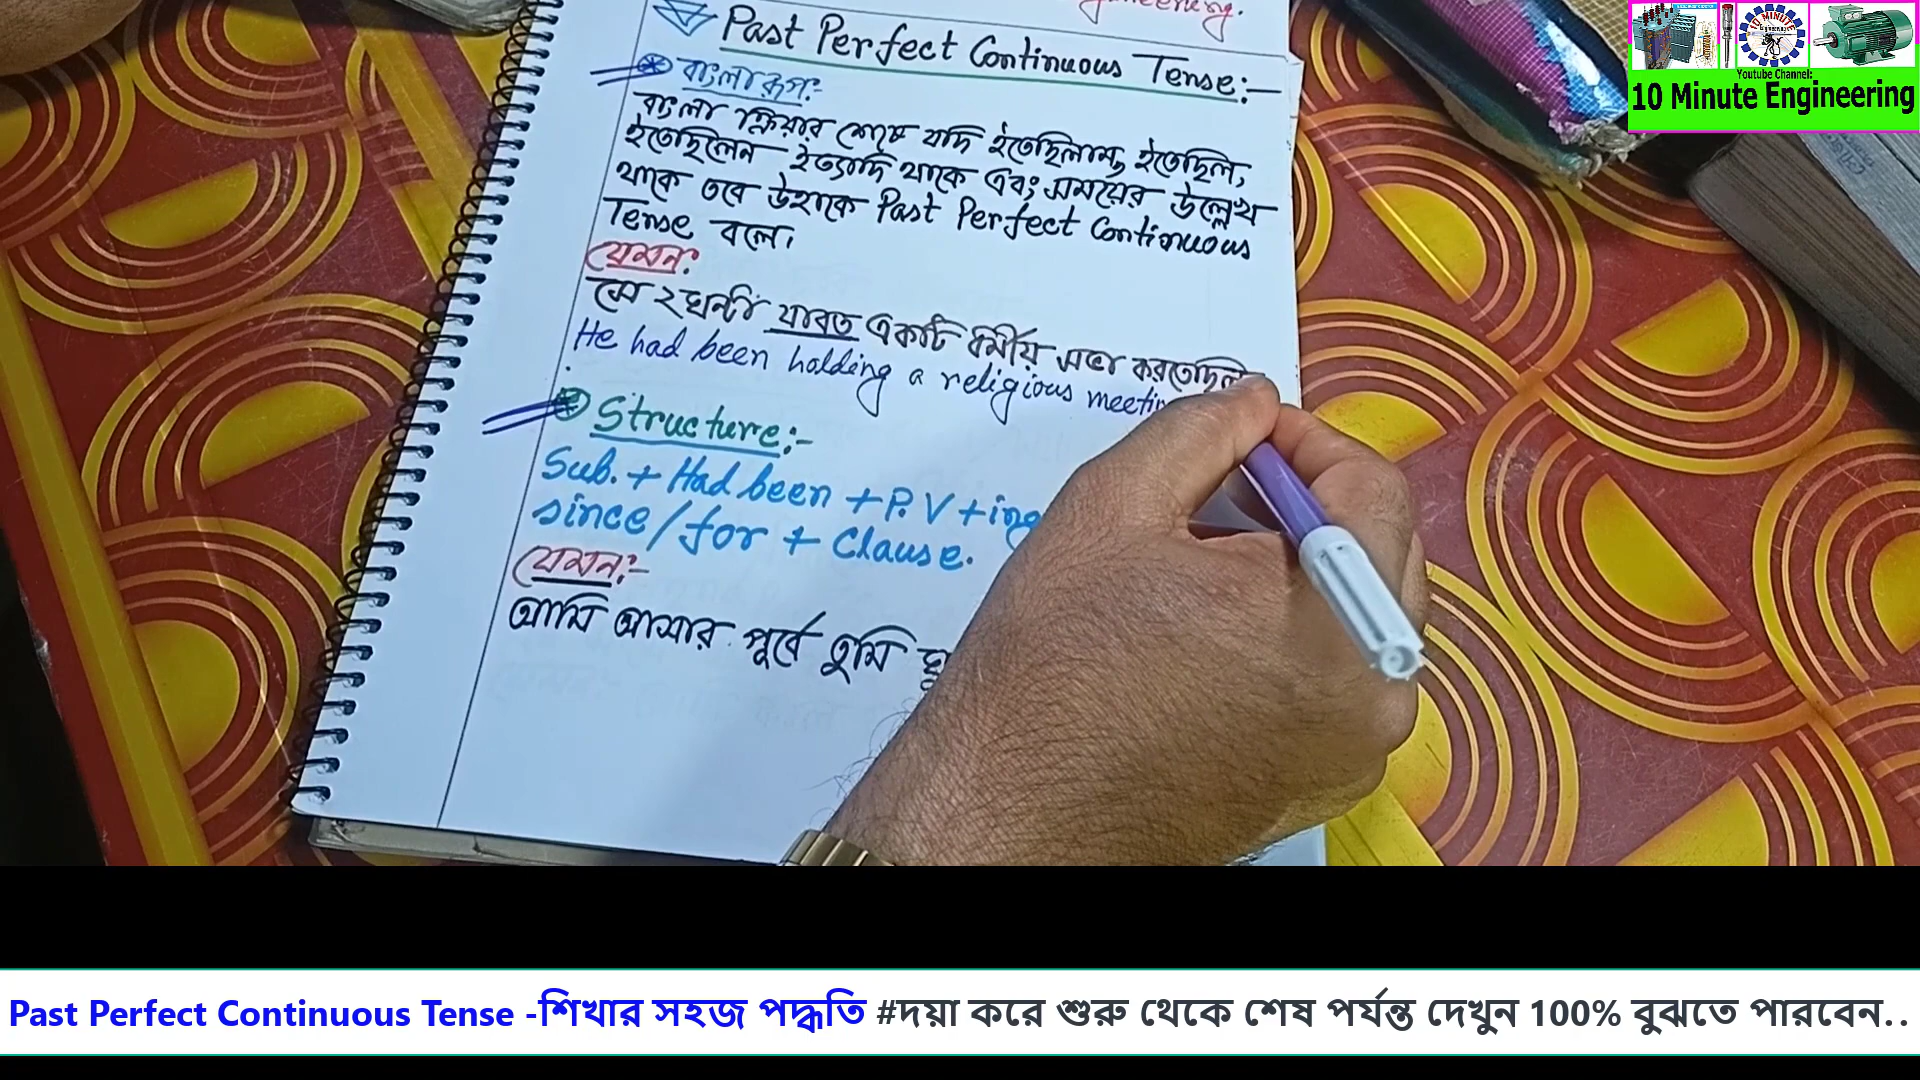 Past Perfect Continuous Tense:-
বাংলা রূপ:-
বাংলা ক্রিয়ার শেষে যদি ইতেছিলাম, ইতেছিল,
ইতেছিলেন ইত্যাদি থাকে এবং সময়ের উল্লেখ
থাকে তবে উহাকে Past Perfect Continuous
Tense বলে।
যেমন:
সে ২ঘন্টা যাবত একটি ধর্মীয় সভা করতেছিল
He had been holding a religious
Structure:-
Sub. + Had been + P.V+ing
since/for + Clause.
যেমন:-
আমি আসার পূর্বে তুমি
Youtube Channel:
10 Minute Engineering
10 MINUTE
Past Perfect Continuous Tense -শিখার সহজ পদ্ধতি #দয়া করে শুরু থেকে শেষ পর্যন্ত দেখুন 100% বুঝতে পারবেন..